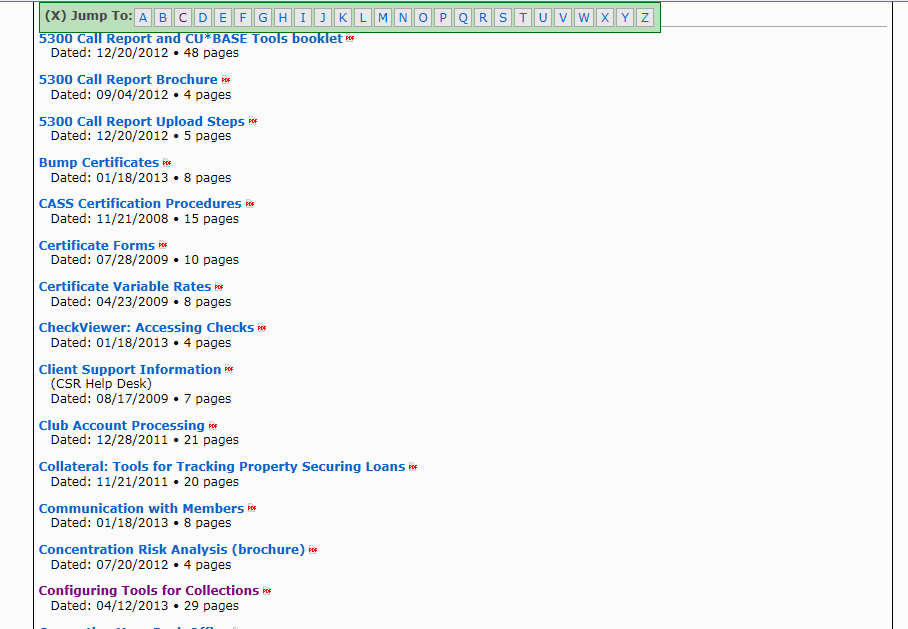 (X) Jump To: A B C D E F G H I J K L M N O P Q R S T U V W X Y Z
5300 Call Report and CU*BASE Tools booklet
Dated: 12/20/2012 • 48 pages
5300 Call Report Brochure
Dated: 09/04/2012 • 4 pages
5300 Call Report Upload Steps
Dated: 12/20/2012 • 5 pages
Bump Certificates
Dated: 01/18/2013 • 8 pages
CASS Certification Procedures
Dated: 11/21/2008 • 15 pages
Certificate Forms
Dated: 07/28/2009 • 10 pages
Certificate Variable Rates
Dated: 04/23/2009 • 8 pages
CheckViewer: Accessing Checks
Dated: 01/18/2013 • 4 pages
Client Support Information
(CSR Help Desk)
Dated: 08/17/2009 • 7 pages
Club Account Processing
Dated: 12/28/2011 • 21 pages
Collateral: Tools for Tracking Property Securing Loans
Dated: 11/21/2011 • 20 pages
Communication with Members
Dated: 01/18/2013 • 8 pages
Concentration Risk Analysis (brochure)
Dated: 07/20/2012 • 4 pages
Configuring Tools for Collections
Dated: 04/12/2013 • 29 pages